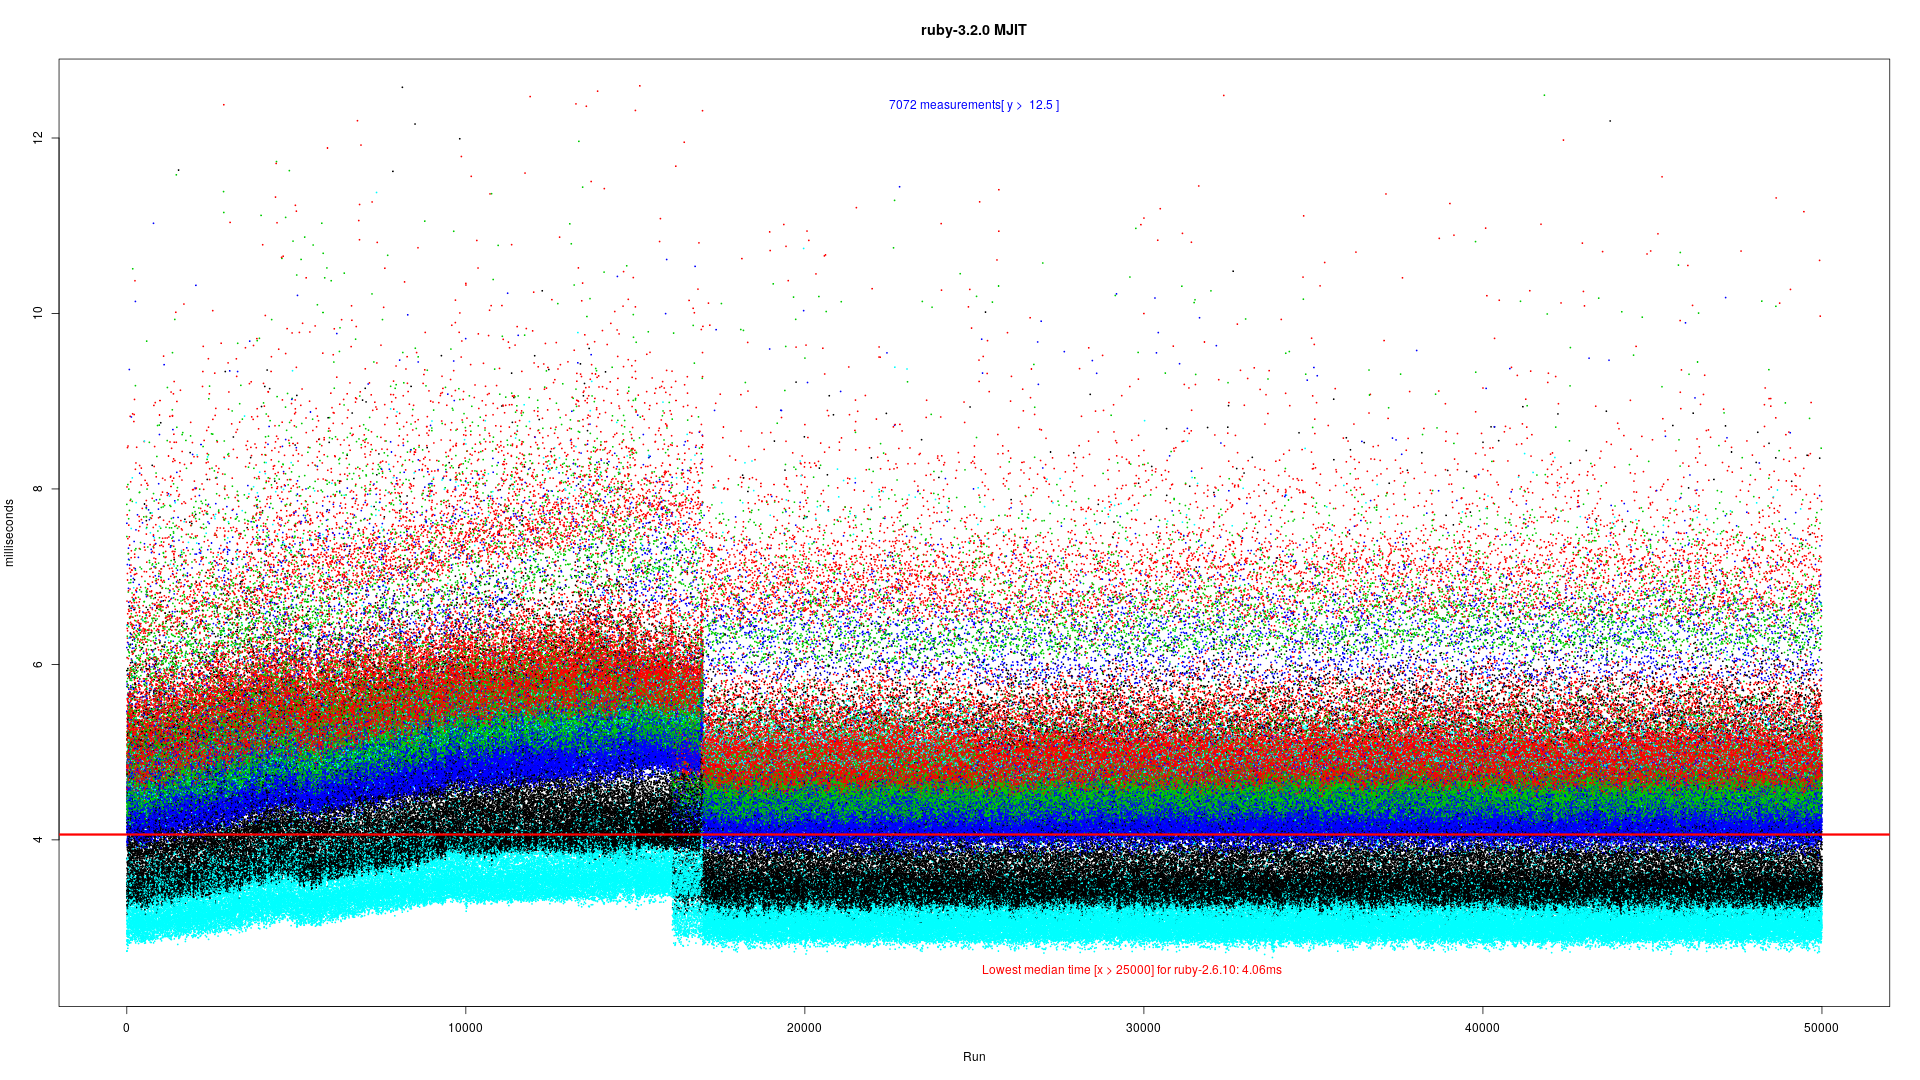 ruby-3.2.0 MJIT
7072 measurements[ y > 12.5 ]
12
10
8
6
4
milliseconds
Lowest median time [x > 25000] for ruby-2.6.10: 4.06ms
0 10000 20000 30000 40000 50000
Run